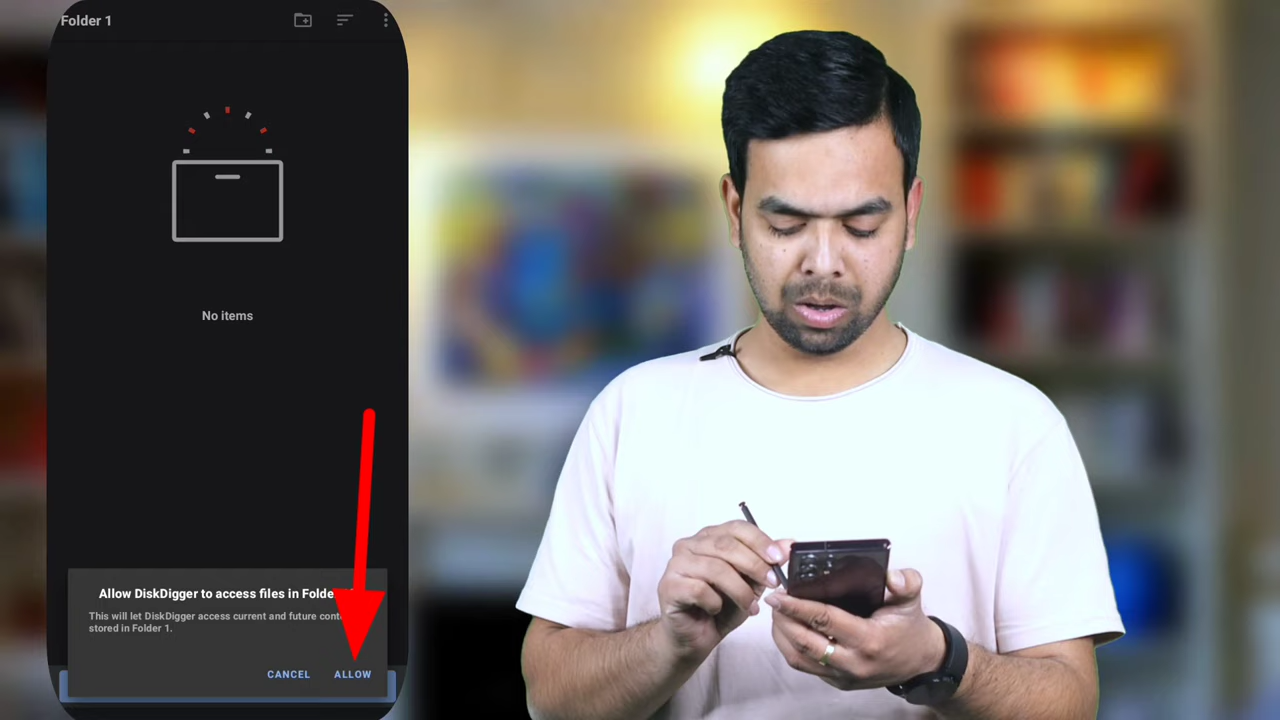 Folder 1
No items
Allow DiskDigger to access files in Folde
This will let DiskDigger access current and future cont
stored in Folder 1.
CANCEL
ALLOW